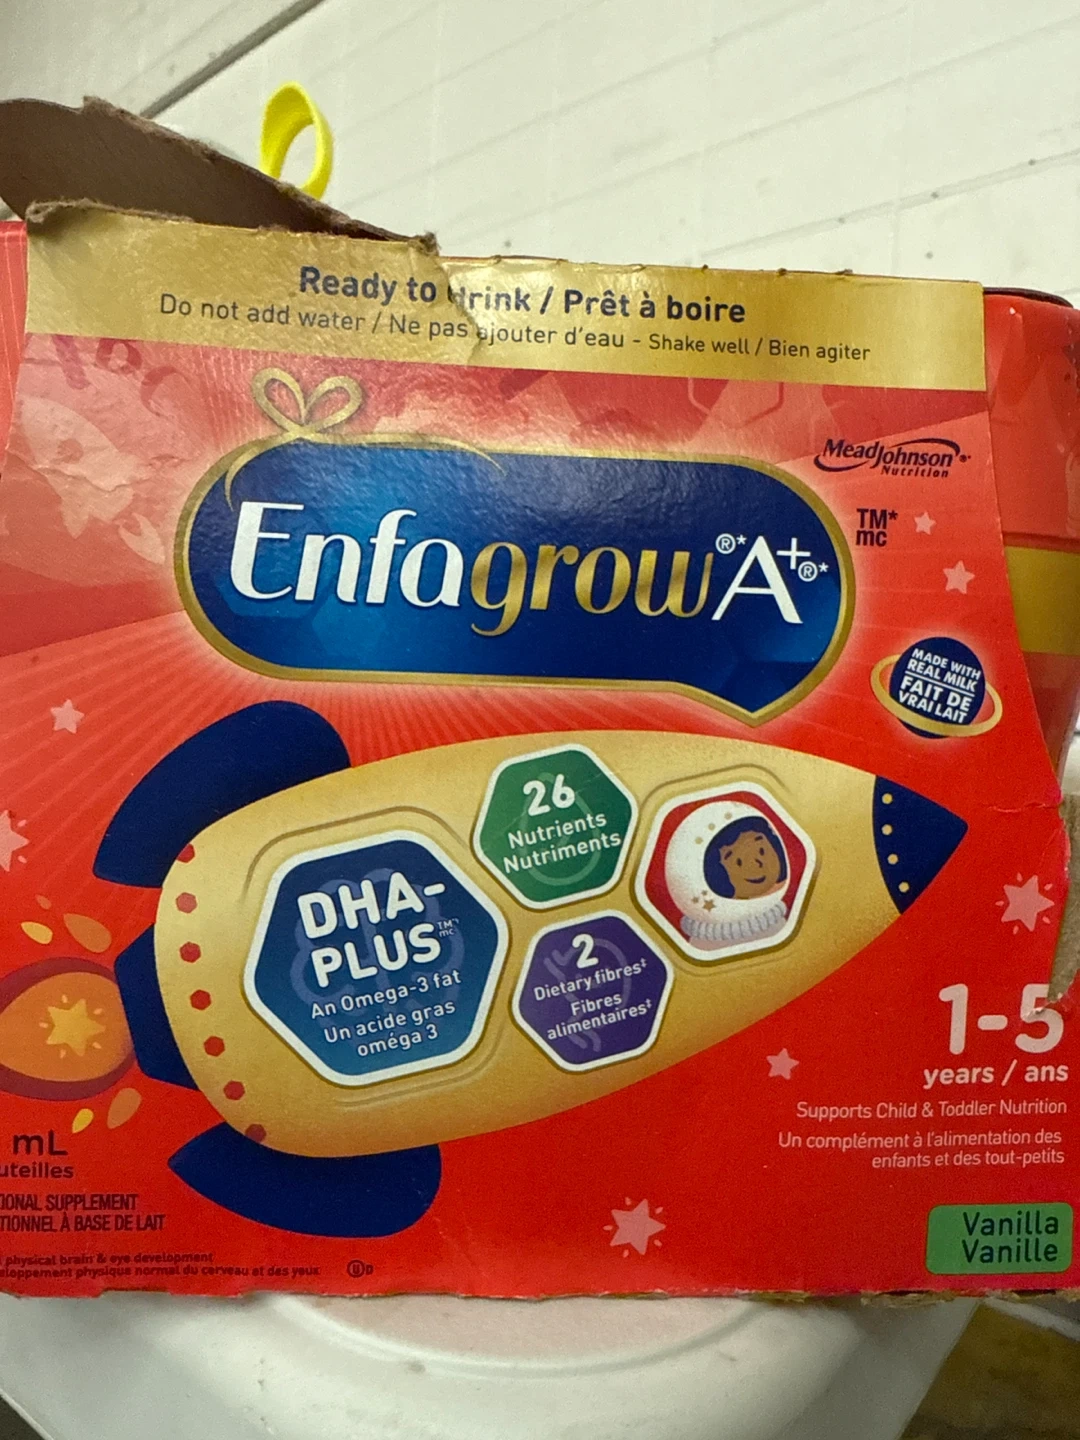 Ready to drink / Prêt à boire
Do not add water / Ne pas ajouter d'eau - Shake well / Bien agiter
MeadJohnson®*
Nutrition
Enfagrow®*A+®*
TM*
mc
MADE WITH
REAL MILK
FAIT DE
VRAI LAIT
26
Nutrients
Nutriments
DHA-
PLUS™
mc
An Omega-3 fat
Un acide gras
oméga 3
2
Dietary fibres‡
Fibres
alimentaires‡
1-5
years / ans
Supports Child & Toddler Nutrition
Un complément à l'alimentation des
enfants et des tout-petits
mL
uteilles
IONAL SUPPLEMENT
TIONNEL À BASE DE LAIT
physical brain & eye development
eloppement physique normal du cerveau et des yeux
ⓊD
Vanilla
Vanille